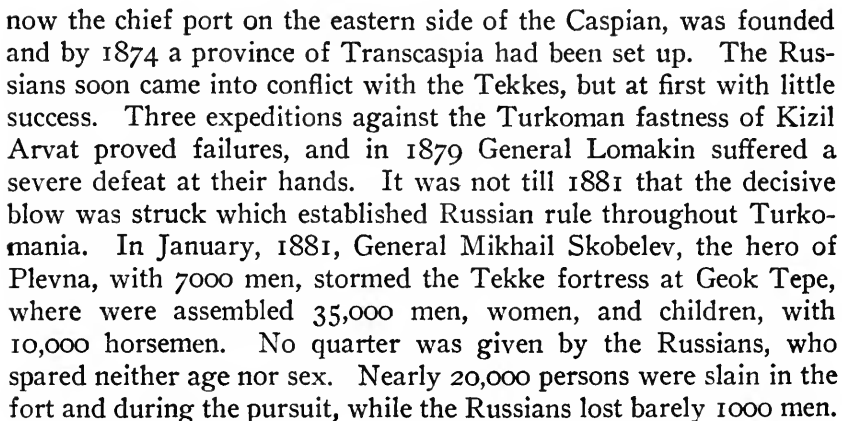 now the chief port on the eastern side of the Caspian, was founded
and by 1874 a province of Transcaspia had been set up. The Rus-
sians soon came into conflict with the Tekkes, but at first with little
success. Three expeditions against the Turkoman fastness of Kizil
Arvat proved failures, and in 1879 General Lomakin suffered a
severe defeat at their hands. It was not till 1881 that the decisive
blow was struck which established Russian rule throughout Turko-
mania. In January, 1881, General Mikhail Skobelev, the hero of
Plevna, with 7000 men, stormed the Tekke fortress at Geok Tepe,
where were assembled 35,000 men, women, and children, with
10,000 horsemen. No quarter was given by the Russians, who
spared neither age nor sex. Nearly 20,000 persons were slain in the
fort and during the pursuit, while the Russians lost barely 1000 men.